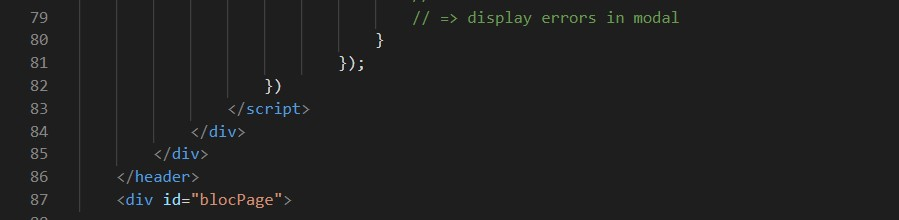 79 // => display errors in modal
80 }
81 });
82 })
83 </script>
84 </div>
85 </div>
86 </header>
87 <div id="blocPage">